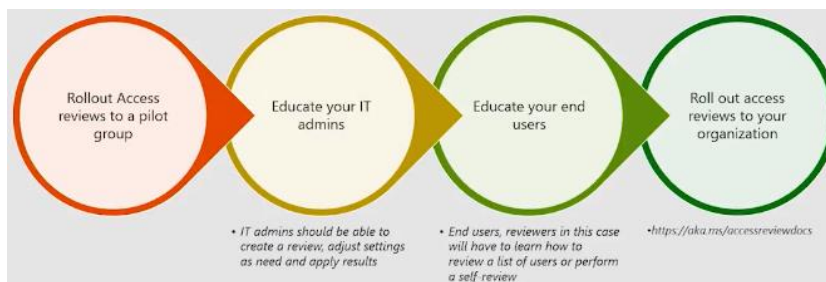 Rollout Access
reviews to a pilot
group
Educate your IT
admins
Educate your end
users
Roll out access
reviews to your
organization
• IT admins should be able to
create a review, adjust settings
as need and apply results
• End users, reviewers in this case
will have to learn how to
review a list of users or perform
a self-review
•https://aka.ms/accessreviewdocs